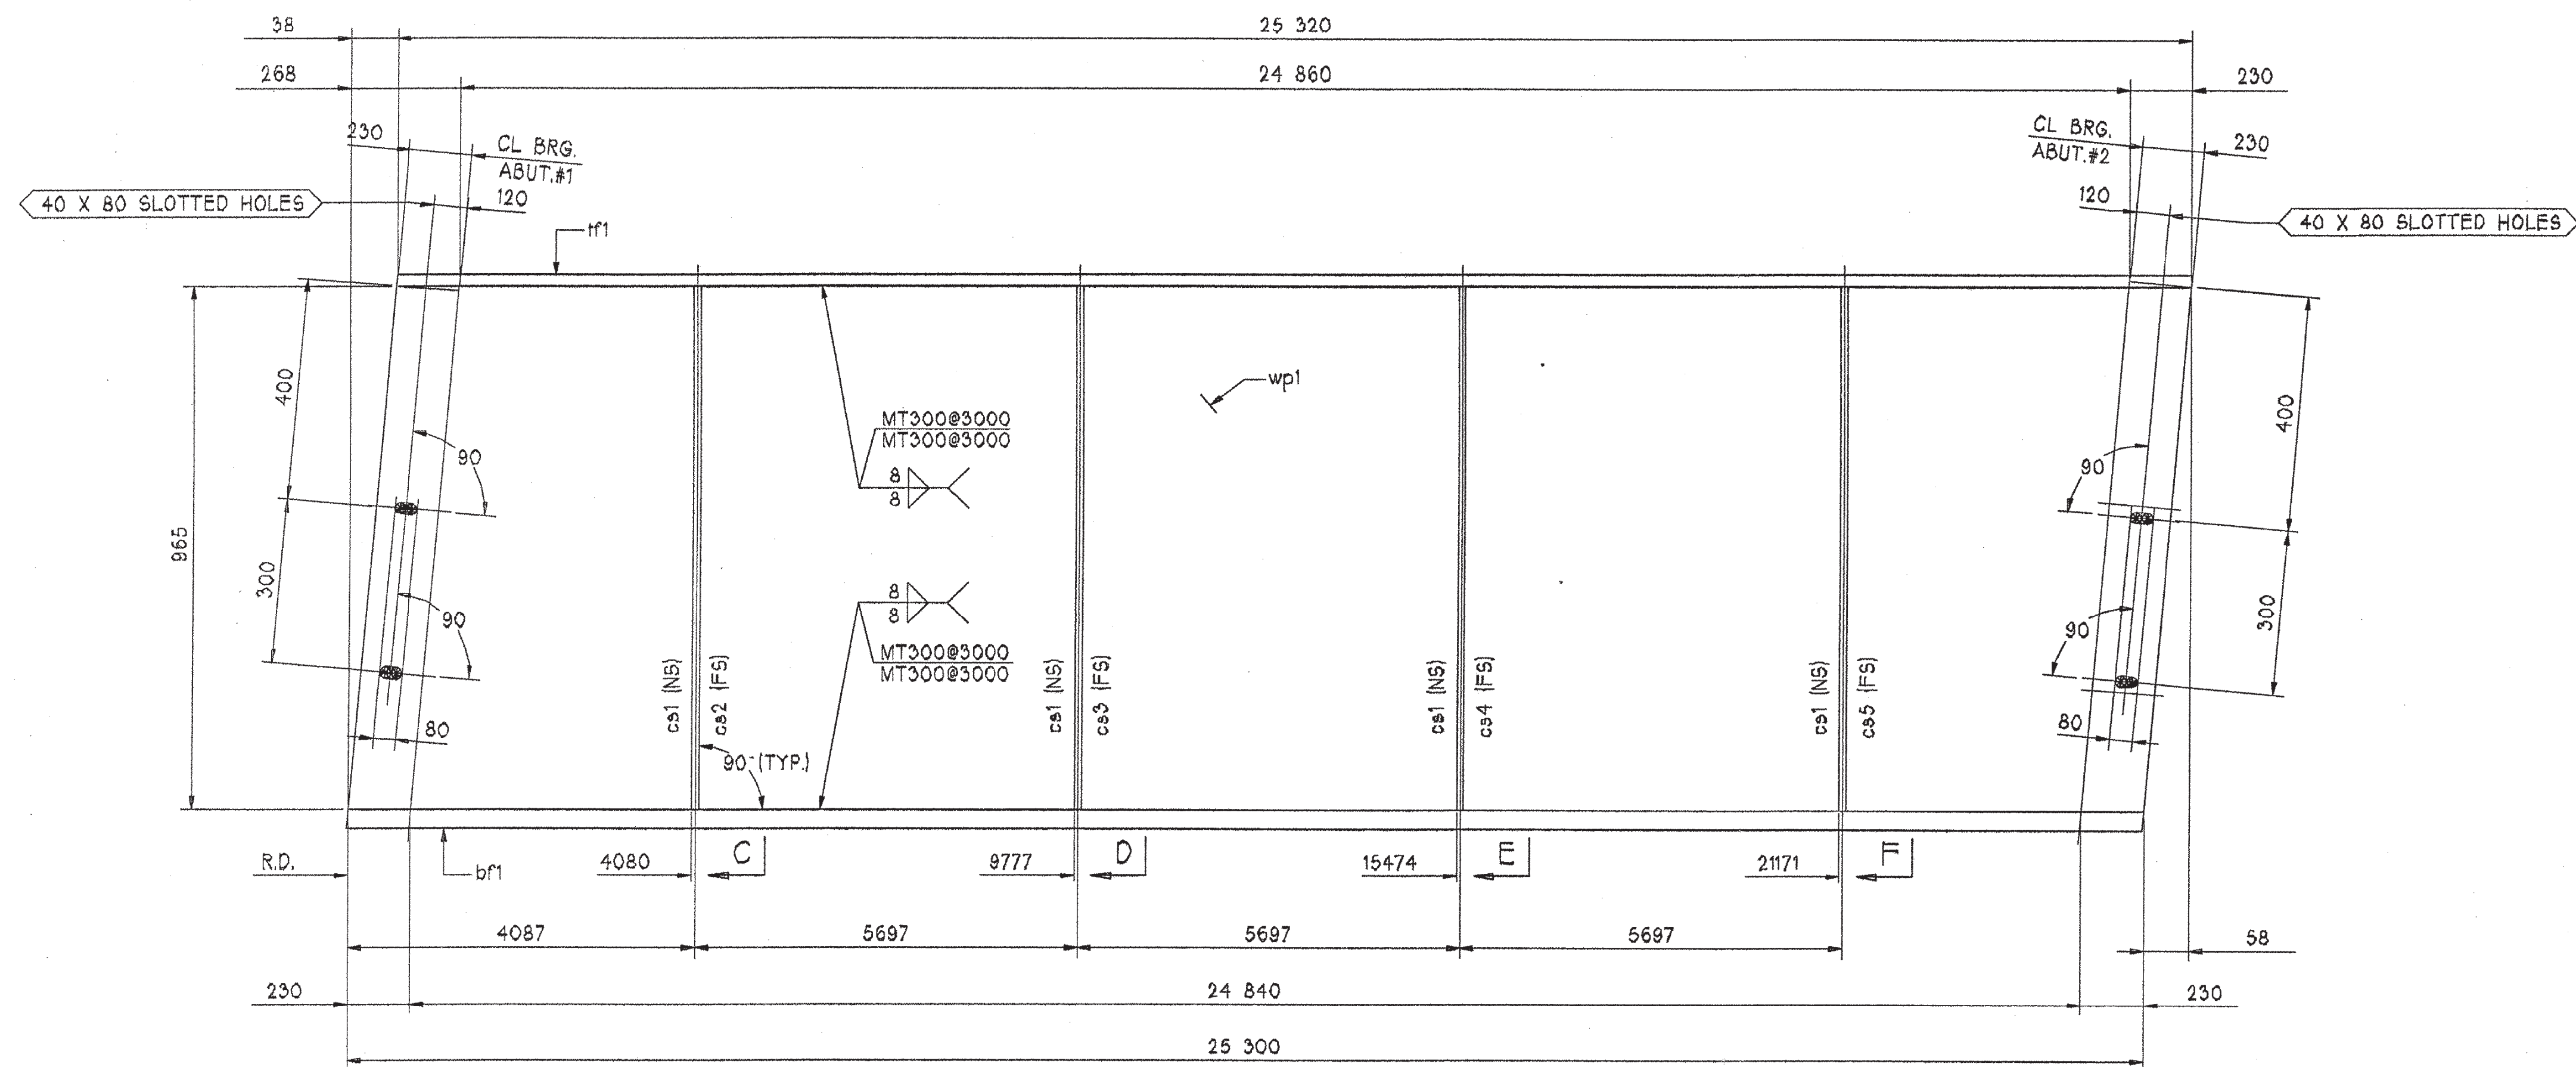 38
25 320
268
24 860
230
230
CL BRG.
ABUT.#1
120
CL BRG.
ABUT.#2
230
120
40 X 80 SLOTTED HOLES
40 X 80 SLOTTED HOLES
tf1
400
wp1
400
MT300@3000
MT300@3000
90
90
8
8
965
300
90
8
8
300
90
MT300@3000
MT300@3000
cs1 (NS)
cs2 (FS)
cs1 (NS)
cs3 (FS)
cs1 (NS)
cs4 (FS)
cs1 (NS)
cs5 (FS)
80
80
90°(TYP.)
R.D.
bf1
4080
C
9777
D
15474
E
21171
F
4087
5697
5697
5697
58
230
24 840
230
25 300